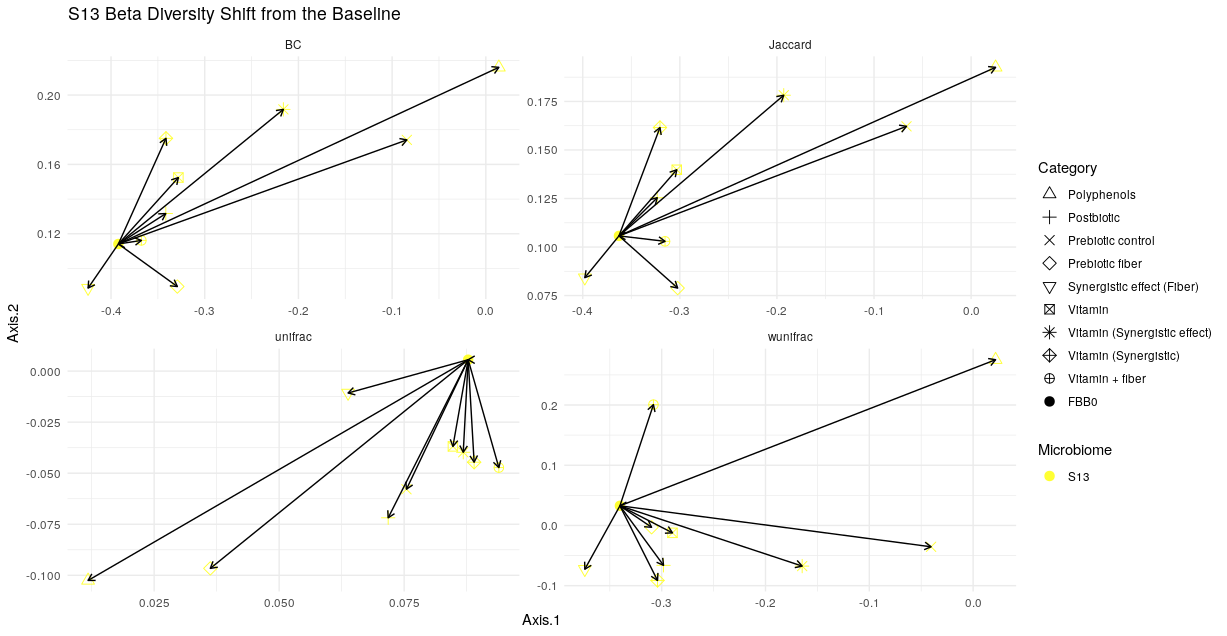 S13 Beta Diversity Shift from the Baseline
BC
Jaccard
0.20
0.16
0.12
-0.4
-0.3
-0.2
-0.1
0.0
0.175
0.150
0.125
0.100
0.075
-0.4
-0.3
-0.2
-0.1
0.0
unifrac
wunifrac
0.000
-0.025
-0.050
-0.075
-0.100
0.025
0.050
0.075
0.2
0.1
0.0
-0.1
-0.3
-0.2
-0.1
0.0
Axis.2
Axis.1
Category
Polyphenols
Postbiotic
Prebiotic control
Prebiotic fiber
Synergistic effect (Fiber)
Vitamin
Vitamin (Synergistic effect)
Vitamin (Synergistic)
Vitamin + fiber
FBB0
Microbiome
S13